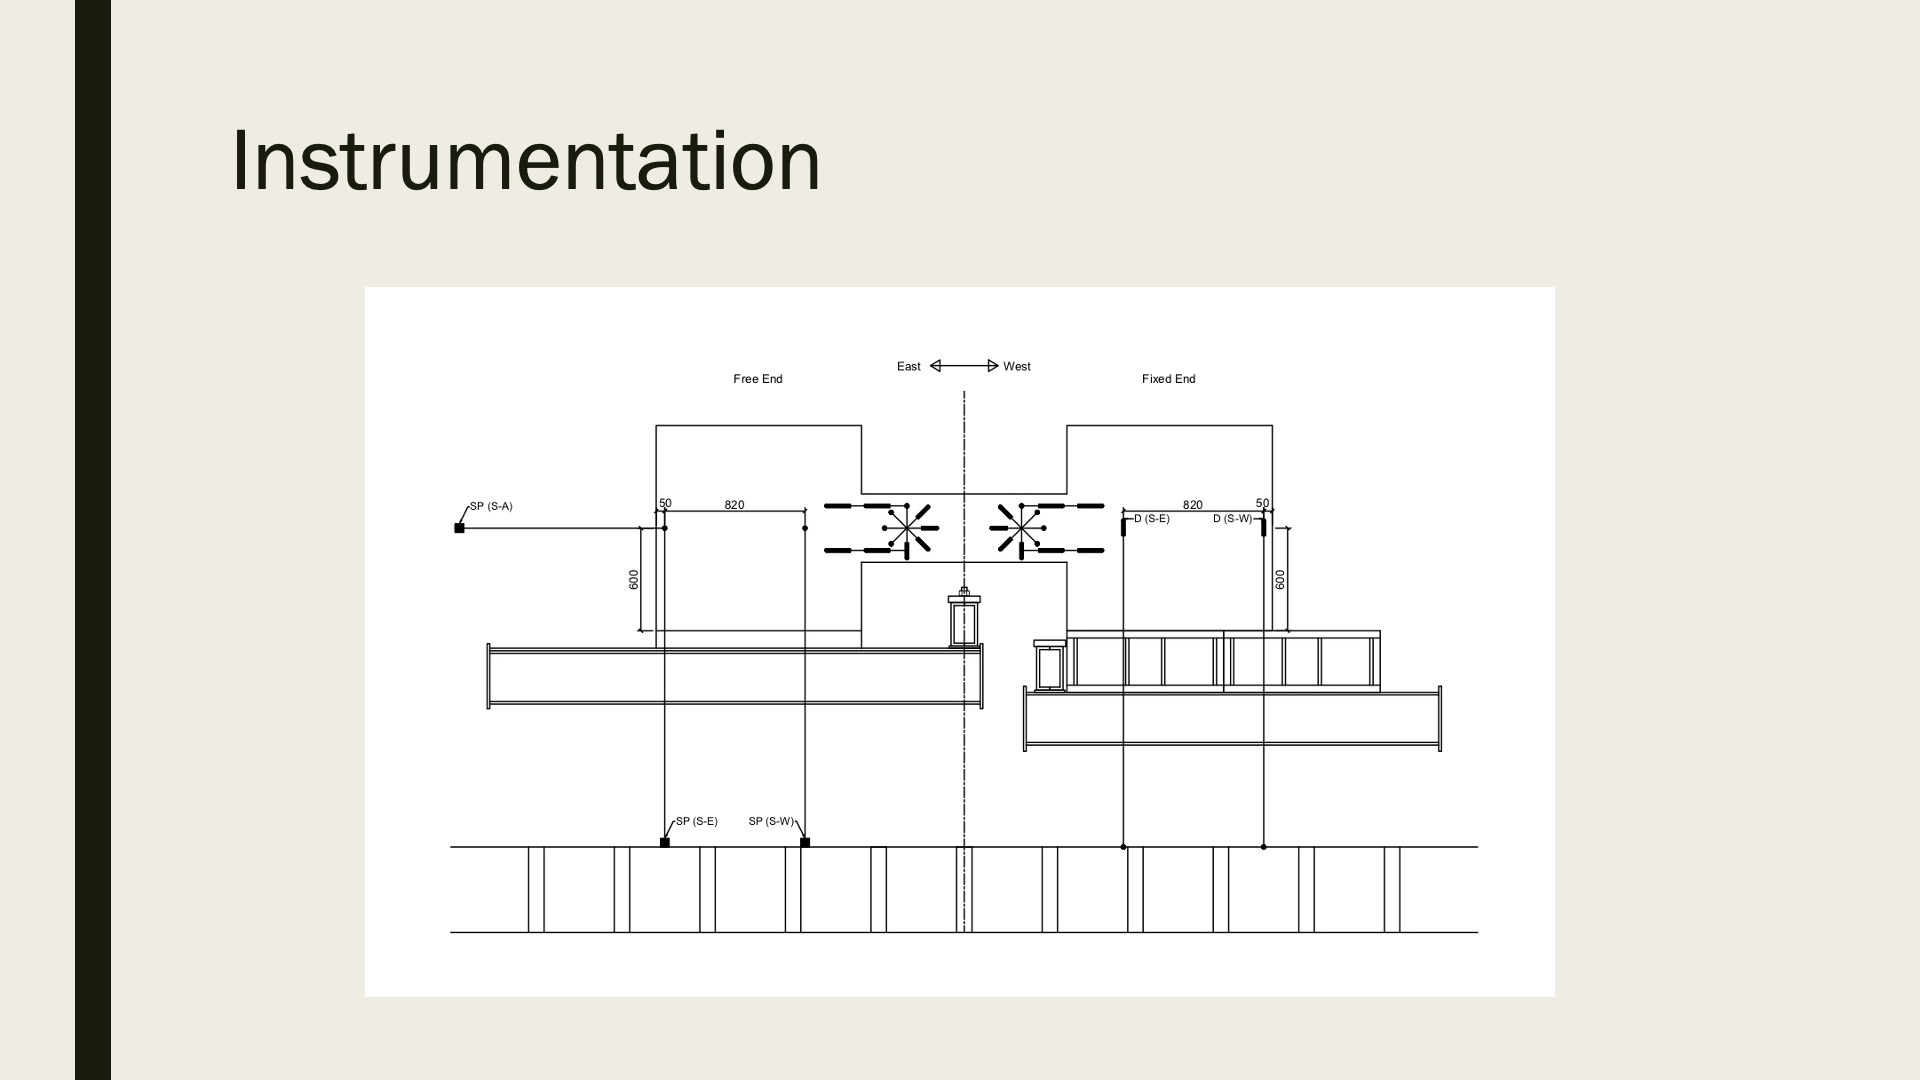 Instrumentation
East West
Free End
Fixed End
SP (S-A)
50
820
820
50
D (S-E)
D (S-W)
600
600
SP (S-E)
SP (S-W)